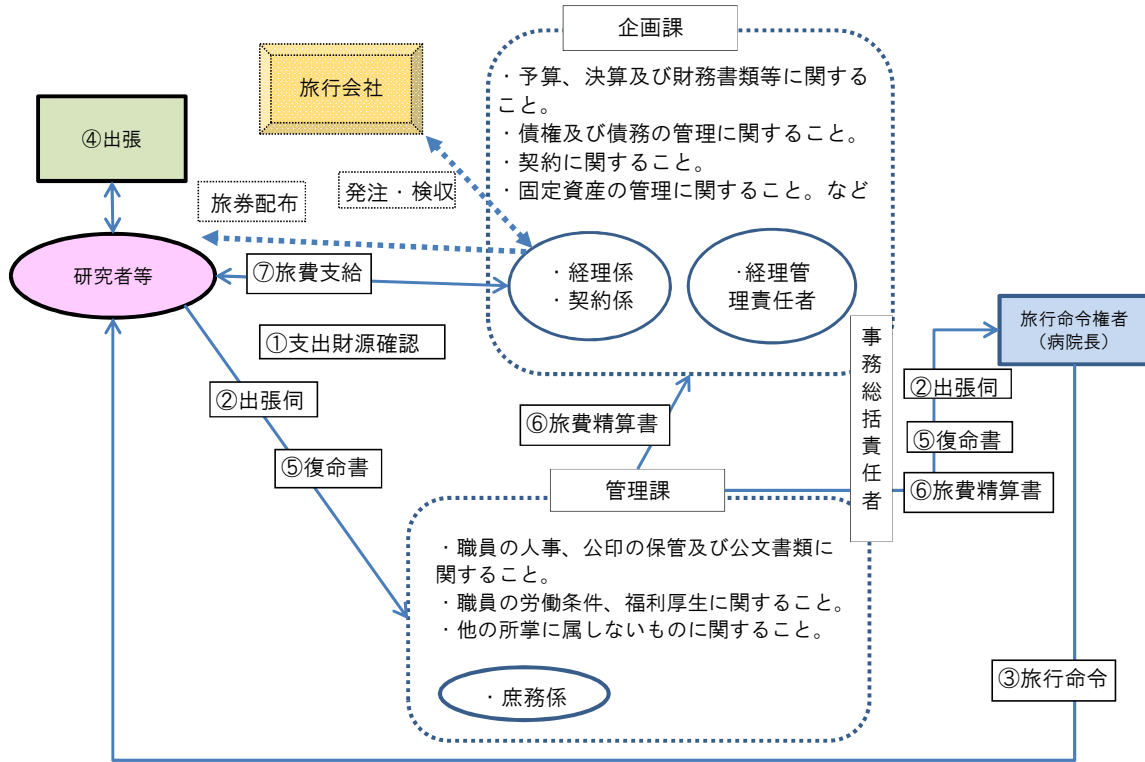 企画課
・予算、決算及び財務書類等に関する
こと。
・債権及び債務の管理に関すること。
・契約に関すること。
・固定資産の管理に関すること。など
旅行会社
④出張
発注・検収
旅券配布
研究者等
⑦旅費支給
・経理係
・契約係
・経理管
理責任者
①支出財源確認
旅行命令権者
（病院長）
事務総括責任者
②出張伺
②出張伺
⑥旅費精算書
⑤復命書
⑤復命書
⑥旅費精算書
管理課
・職員の人事、公印の保管及び公文書類に
関すること。
・職員の労働条件、福利厚生に関すること。
・他の所掌に属しないものに関すること。
・庶務係
③旅行命令